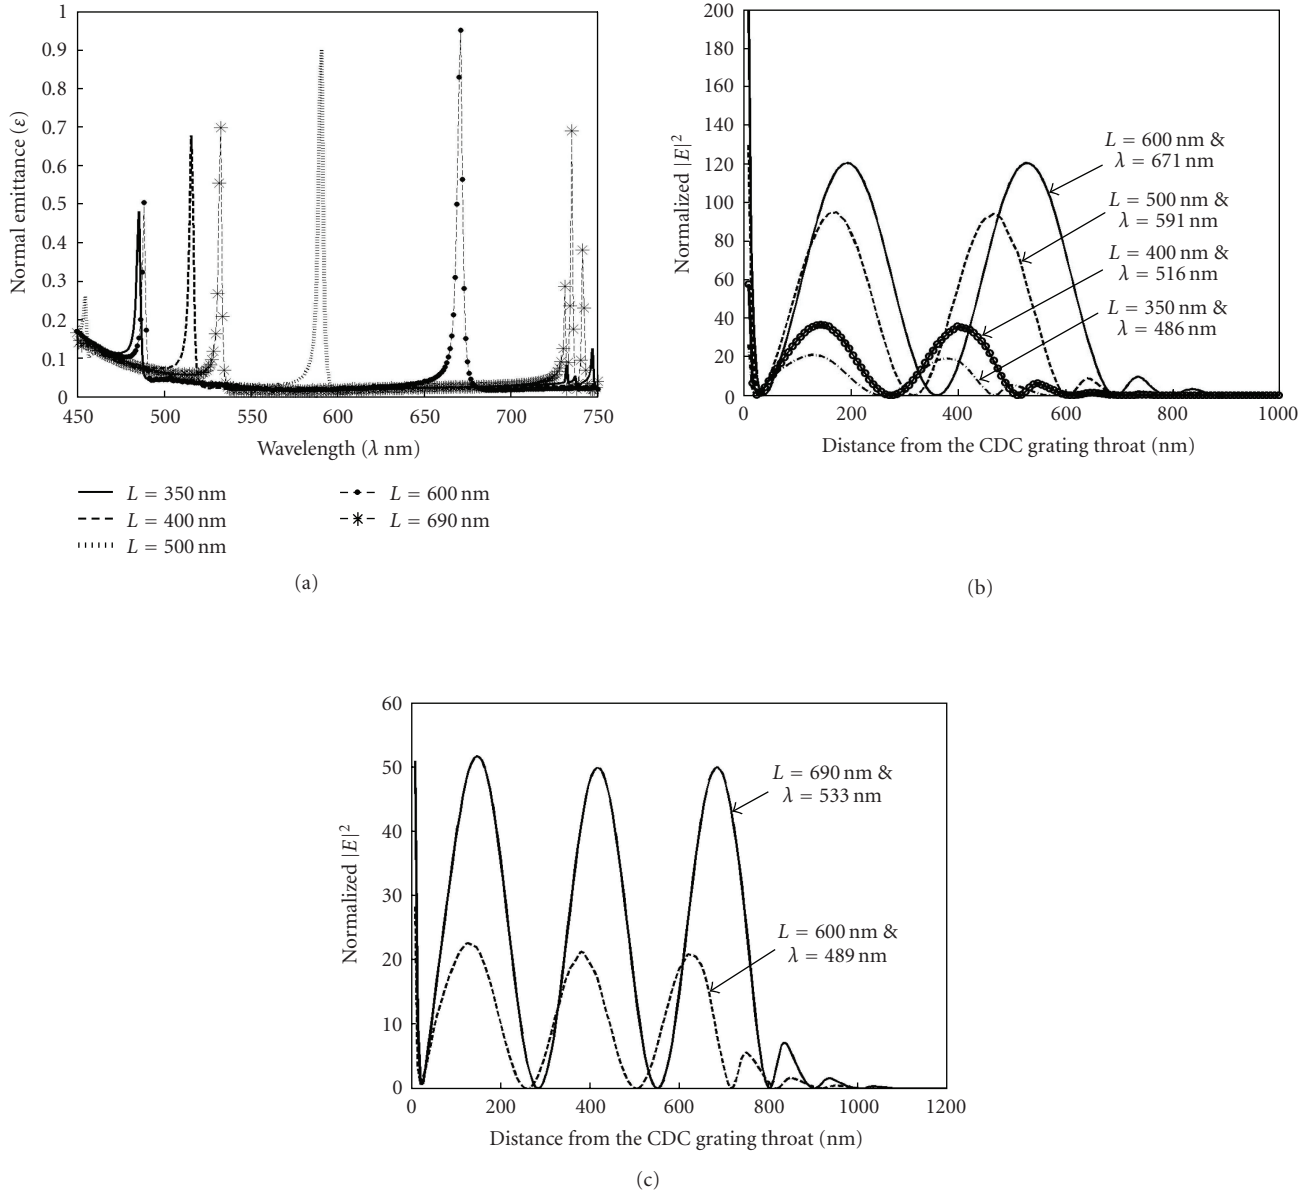 1
0.9
0.8
0.7
0.6
0.5
0.4
0.3
0.2
0.1
0
Normal emittance (ε)
450 500 550 600 650 700 750
Wavelength (λ nm)
L = 350 nm
L = 400 nm
L = 500 nm
L = 600 nm
L = 690 nm
(a)
200
180
160
140
120
100
80
60
40
20
0
Normalized |E|²
L = 600 nm &
λ = 671 nm
L = 500 nm &
λ = 591 nm
L = 400 nm &
λ = 516 nm
L = 350 nm &
λ = 486 nm
0 200 400 600 800 1000
Distance from the CDC grating throat (nm)
(b)
60
50
40
30
20
10
0
Normalized |E|²
L = 690 nm &
λ = 533 nm
L = 600 nm &
λ = 489 nm
0 200 400 600 800 1000 1200
Distance from the CDC grating throat (nm)
(c)